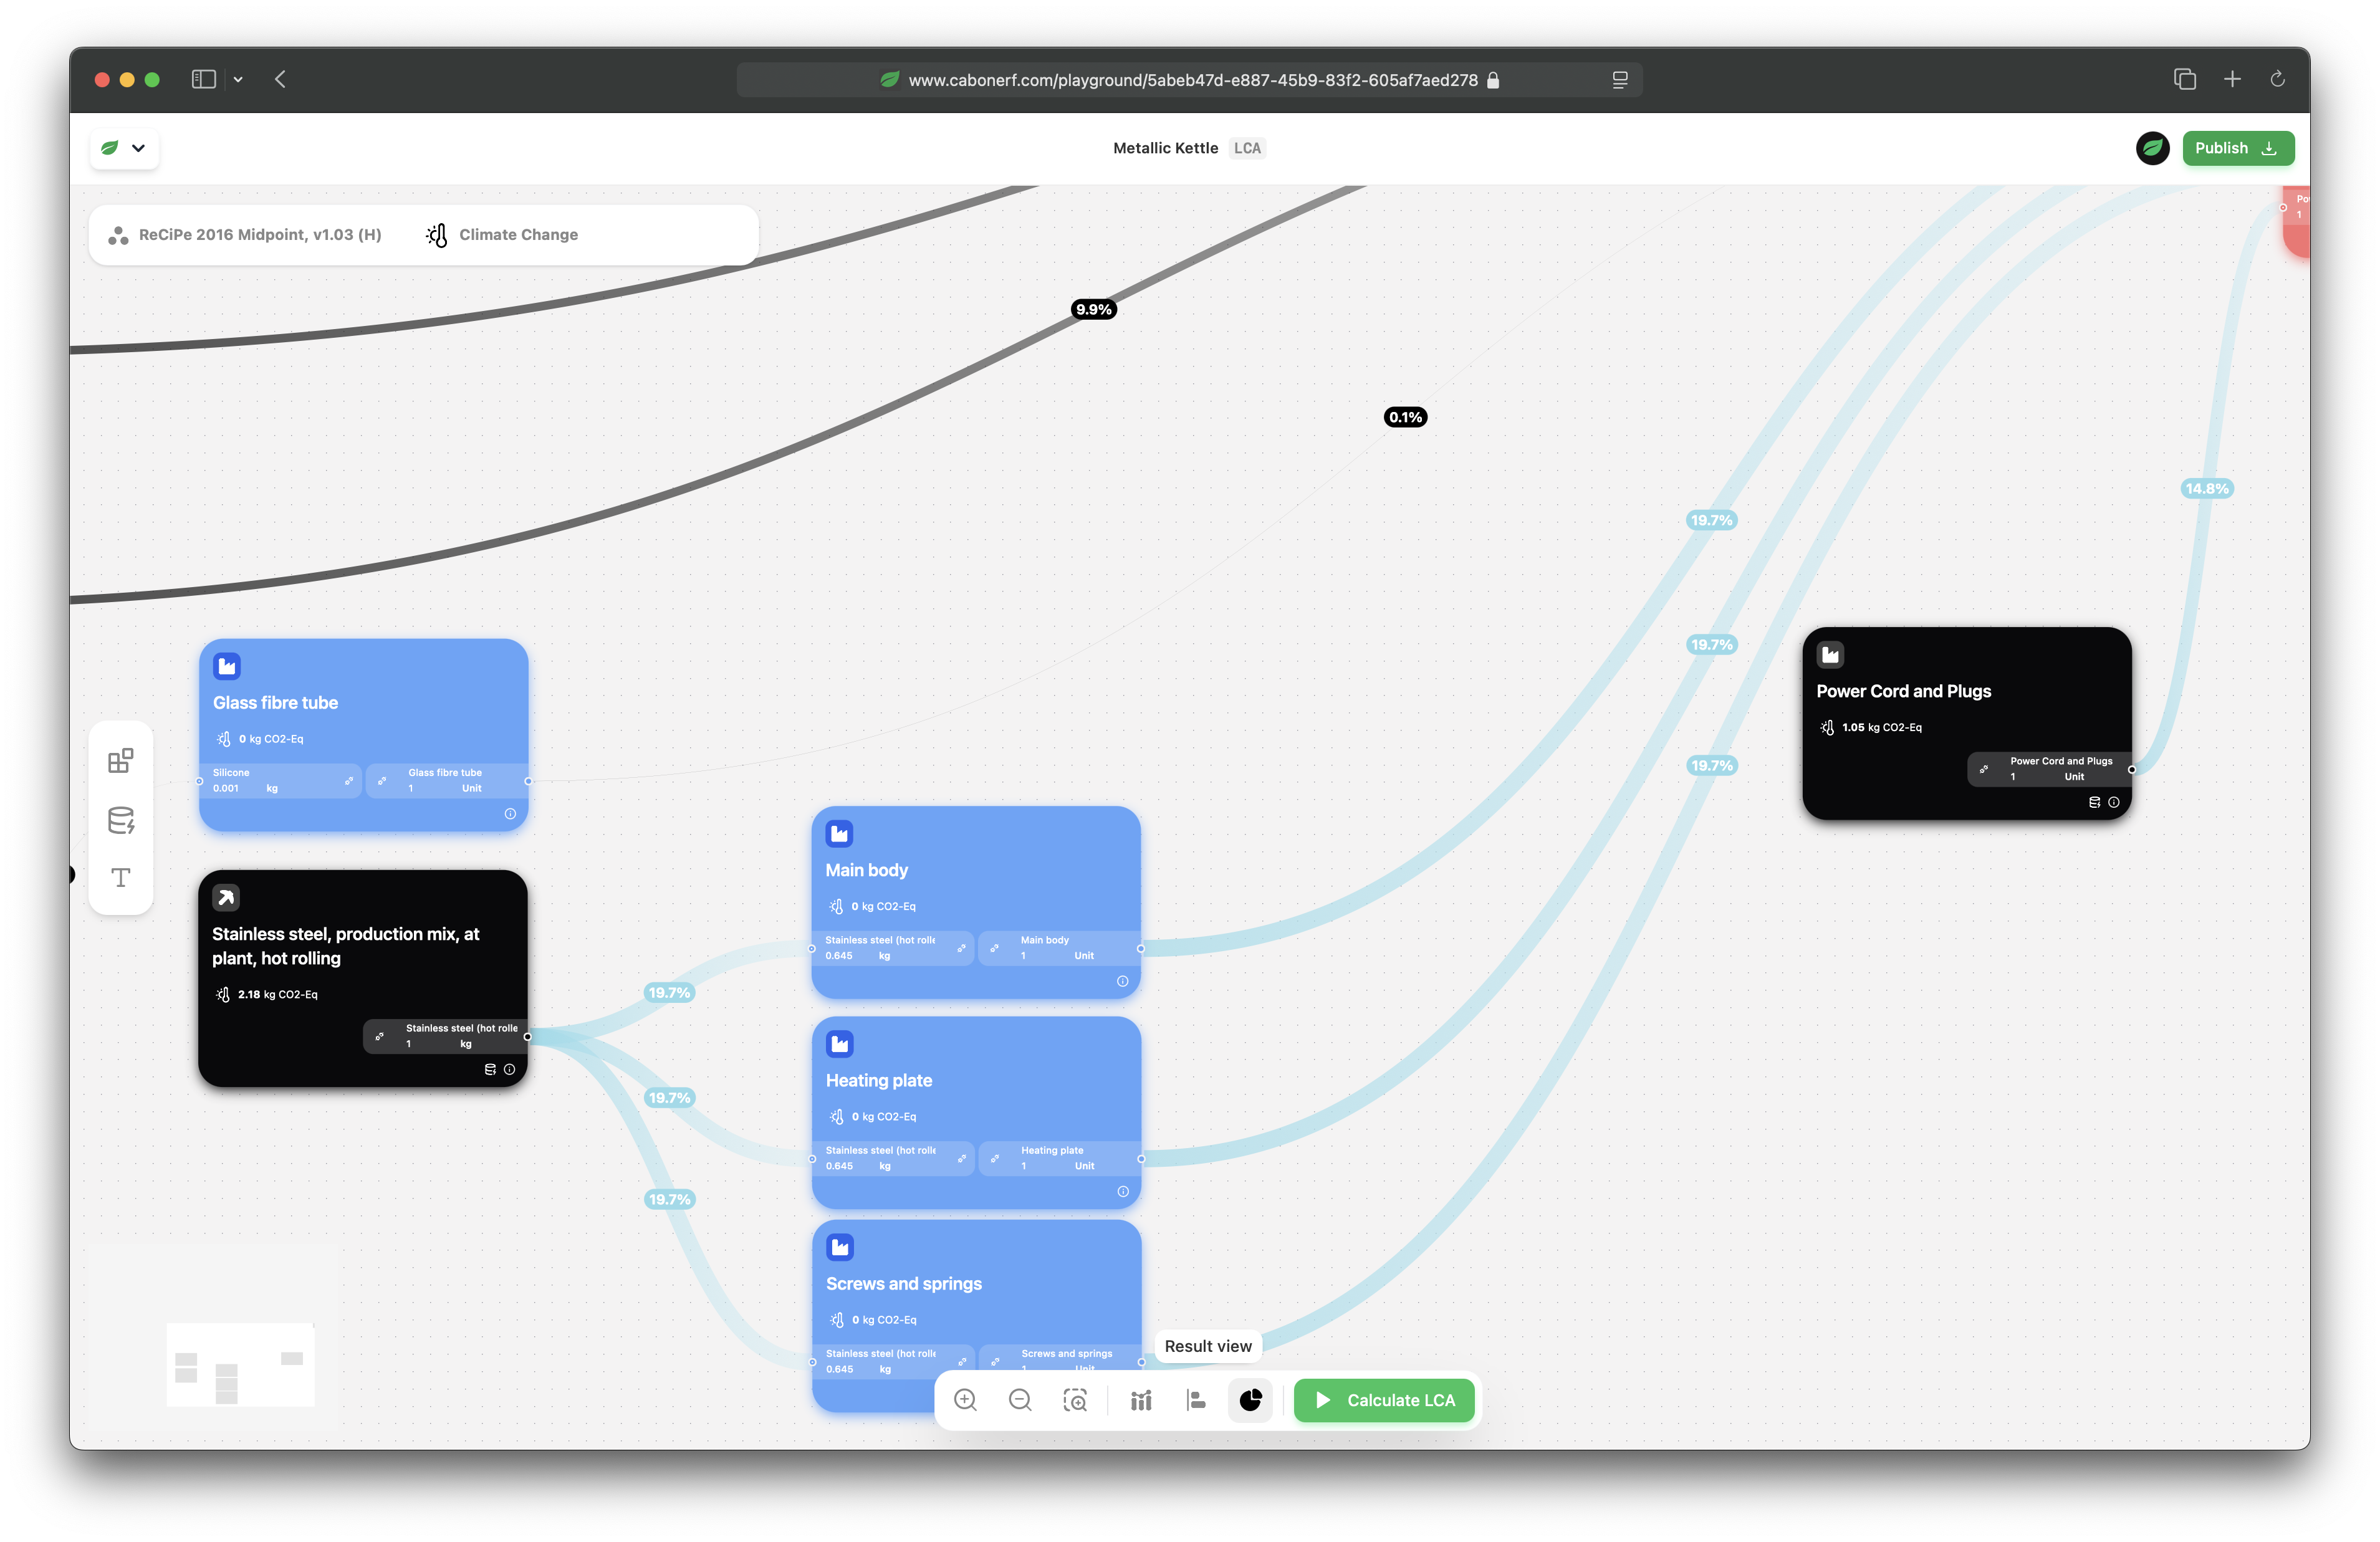 www.cabonerf.com/playground/5abeb47d-e887-45b9-83f2-605af7aed278
Metallic Kettle LCA
Publish
ReCiPe 2016 Midpoint, v1.03 (H) Climate Change
1
9.9%
0.1%
14.8%
19.7%
19.7%
19.7%
Glass fibre tube
0 kg CO2-Eq
Silicone
0.001 kg
Glass fibre tube
1 Unit
Power Cord and Plugs
1.05 kg CO2-Eq
Power Cord and Plugs
1 Unit
Stainless steel, production mix, at
plant, hot rolling
2.18 kg CO2-Eq
Stainless steel (hot rolle
1 kg
19.7%
19.7%
19.7%
Main body
0 kg CO2-Eq
Stainless steel (hot rolle
0.645 kg
Main body
1 Unit
Heating plate
0 kg CO2-Eq
Stainless steel (hot rolle
0.645 kg
Heating plate
1 Unit
Screws and springs
0 kg CO2-Eq
Stainless steel (hot rolle
0.645 kg
Screws and springs
1 Unit
Result view
Calculate LCA